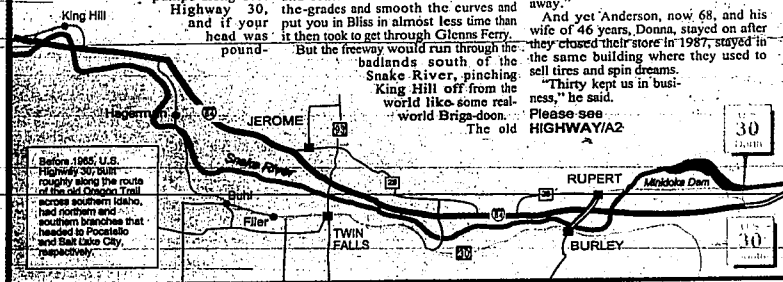 Highway 30,
and if your
head was
pound-
the-grades and smooth the curves and
put you in Bliss in almost less time than
it then took to get through Glenns Ferry.
But the freeway would run through the
badlands south of the
Snake River, pinching
King Hill off from the
world like some real-
world Briga-doon.
The old
away."
And yet Anderson, now 68, and his
wife of 46 years, Donna, stayed on after
they closed their store in 1987, stayed in
the same building where they used to
sell tires and spin dreams.
"Thirty kept us in busi-
ness," he said.
Please see
HIGHWAY/A2
King Hill
Hagerman
JEROME
Snake River
Buhl
Filer
TWIN
FALLS
RUPERT
BURLEY
Minidoka Dam
84
84
30
30
Before 1965, U.S.
Highway 30, built
roughly along the route
of the old Oregon Trail
across southern Idaho,
had northern and
southern branches that
headed to Pocatello
and Salt Lake City,
respectively.